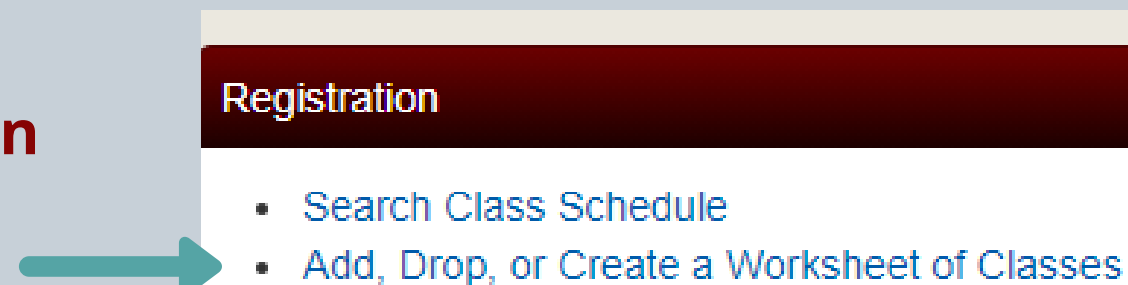 Registration
n
• Search Class Schedule
• Add, Drop, or Create a Worksheet of Classes